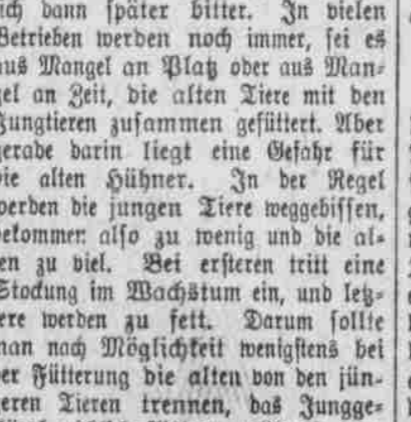 ich dann später bitter. In vielen
Betrieben werden noch immer, sei es
aus Mangel an Platz oder aus Man-
gel an Zeit, die alten Tiere mit den
Jungtieren zusammen gefüttert. Aber
gerade darin liegt eine Gefahr für
die alten Hühner. In der Regel
werden die jungen Tiere weggebissen,
bekommen also zu wenig und die al-
ten zu viel. Bei ersteren tritt eine
Stockung im Wachstum ein, und letz-
tere werden zu fett. Darum sollte
man nach Möglichkeit wenigstens bei
der Fütterung die alten von den jün-
geren Tieren trennen, das Jungge-